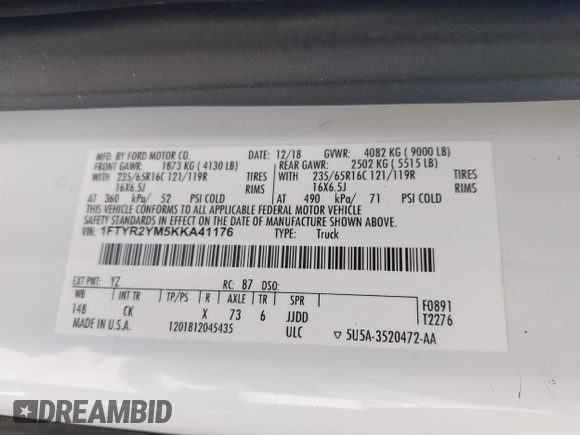 MFD. BY FORD MOTOR CO. 12/18 GVWR: 4082 KG ( 9000 LB)
FRONT GAWR: 1873 KG ( 4130 LB) REAR GAWR: 2502 KG ( 5515 LB)
WITH 235/65R16C 121/119R TIRES WITH 235/65R16C 121/119R TIRES
16X6.5J RIMS 16X6.5J RIMS
AT 360 kPa/ 52 PSI COLD AT 490 kPa/ 71 PSI COLD
THIS VEHICLE CONFORMS TO ALL APPLICABLE FEDERAL MOTOR VEHICLE
SAFETY STANDARDS IN EFFECT ON THE DATE OF MANUFACTURE SHOWN ABOVE.
VIN: 1FTYR2YM5KKA41176 TYPE: Truck
EXT PNT: YZ RC: 87 DSO:
WB INT TR TP/PS R AXLE TR SPR F0891
148 CK X 73 6 JJDD T2276
MADE IN U.S.A. 1201812045435 ULC ▽ 5U5A-3520472-AA
DREAMBID